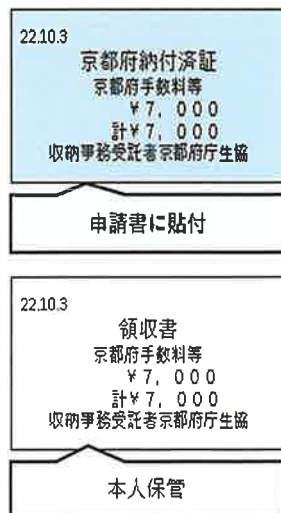 22.10.3
京都府納付済証
京都府手数料等
￥7，000
計￥7，000
収納事務受託者京都府庁生協
申請書に貼付
22.10.3
領収書
京都府手数料等
￥7，000
計￥7，000
収納事務受託者京都府庁生協
本人保管